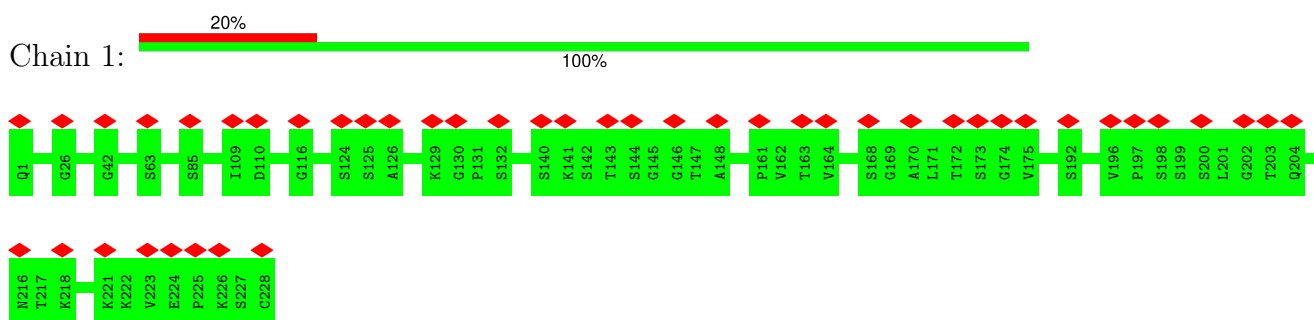 20%
Chain 1:
100%
Q1 G26 G42 S63 S85 I109 D110 G116 S124 S125 A126 K129 G130 P131 S132 S140 K141 S142 T143 S144 G145 G146 T147 A148 P161 V162 T163 V164 S168 G169 A170 L171 T172 S173 G174 V175 S192 V196 P197 S198 S199 S200 L201 G202 T203 Q204
N216 T217 K218 K221 K222 V223 E224 P225 K226 S227 C228